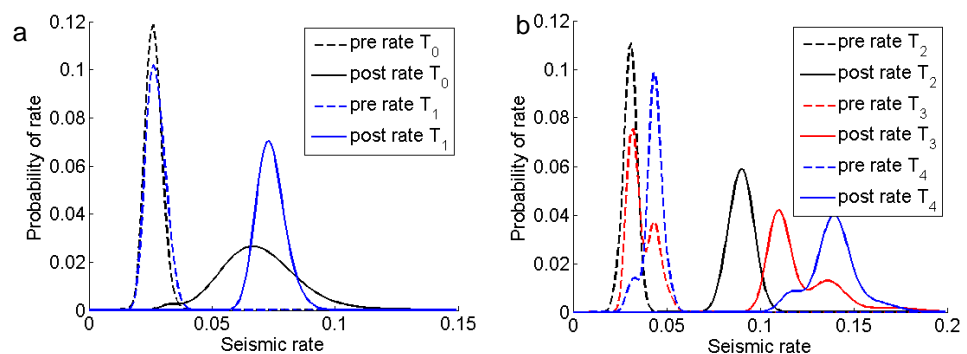 a
0.12
0.1
0.08
0.06
0.04
0.02
0
Probability of rate
0
0.05
0.1
0.15
Seismic rate
pre rate T0
post rate T0
pre rate T1
post rate T1
b
0.12
0.1
0.08
0.06
0.04
0.02
0
Probability of rate
0
0.05
0.1
0.15
0.2
Seismic rate
pre rate T2
post rate T2
pre rate T3
post rate T3
pre rate T4
post rate T4